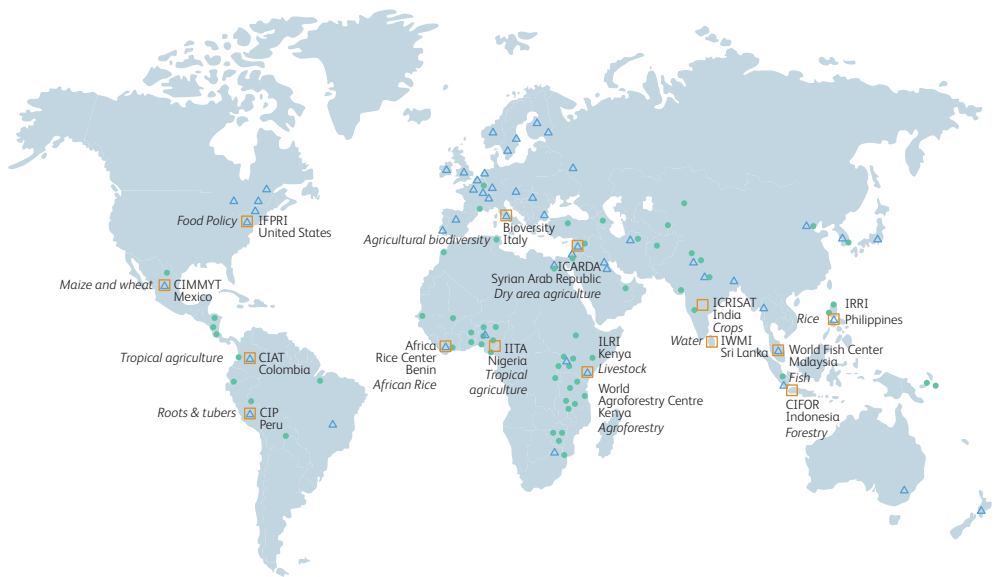 Food Policy
IFPRI
United States
Maize and wheat
CIMMYT
Mexico
Tropical agriculture
CIAT
Colombia
Roots & tubers
CIP
Peru
Agricultural biodiversity
Bioversity
Italy
ICARDA
Syrian Arab Republic
Dry area agriculture
Africa
Rice Center
Benin
African Rice
IITA
Nigeria
Tropical
agriculture
ILRI
Kenya
Livestock
World
Agroforestry Centre
Kenya
Agroforestry
ICRISAT
India
Crops
Water
IWMI
Sri Lanka
Rice
IRRI
Philippines
World Fish Center
Malaysia
Fish
CIFOR
Indonesia
Forestry